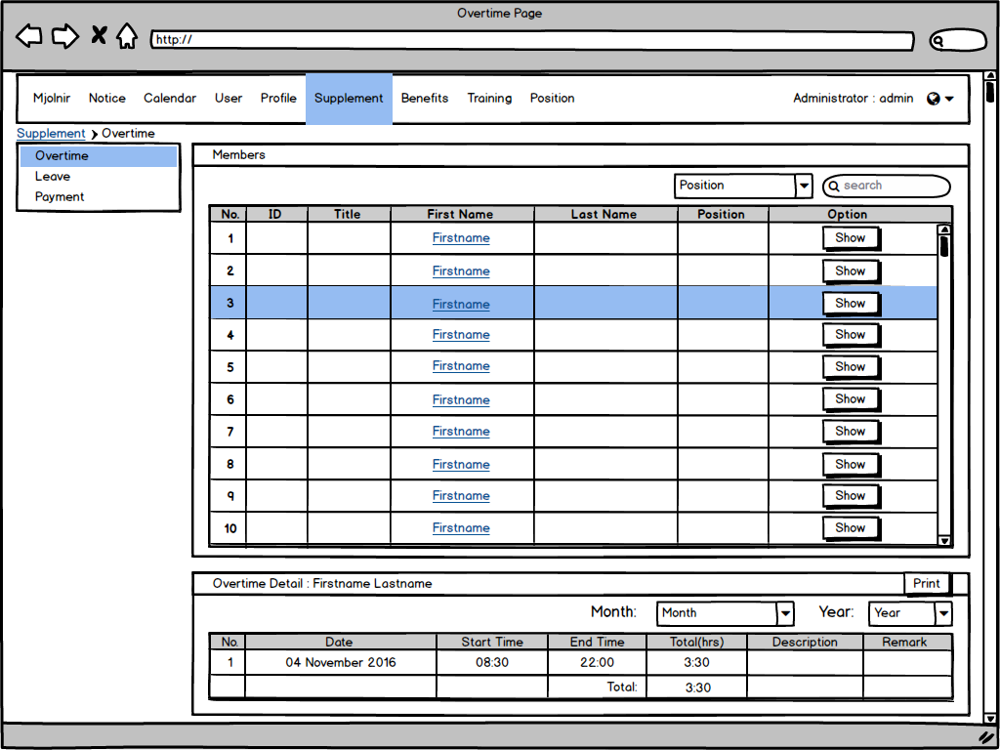 Overtime Page
http://
Mjolnir Notice Calendar User Profile Supplement Benefits Training Position Administrator : admin
Supplement Overtime
Overtime
Leave
Payment
Members
Position search
No. ID Title First Name Last Name Position Option
1 Firstname Show
2 Firstname Show
3 Firstname Show
4 Firstname Show
5 Firstname Show
6 Firstname Show
7 Firstname Show
8 Firstname Show
9 Firstname Show
10 Firstname Show
Overtime Detail : Firstname Lastname Print
Month: Month Year: Year
No. Date Start Time End Time Total(hrs) Description Remark
1 04 November 2016 08:30 22:00 3:30
Total: 3:30